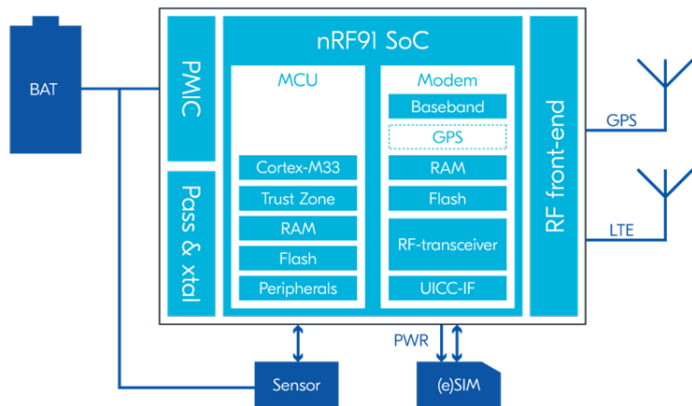 BAT
PMIC
Pass & xtal
nRF91 SoC
MCU
Cortex-M33
Trust Zone
RAM
Flash
Peripherals
Modem
Baseband
GPS
RAM
Flash
RF-transceiver
UICC-IF
RF front-end
GPS
LTE
PWR
Sensor
(e)SIM